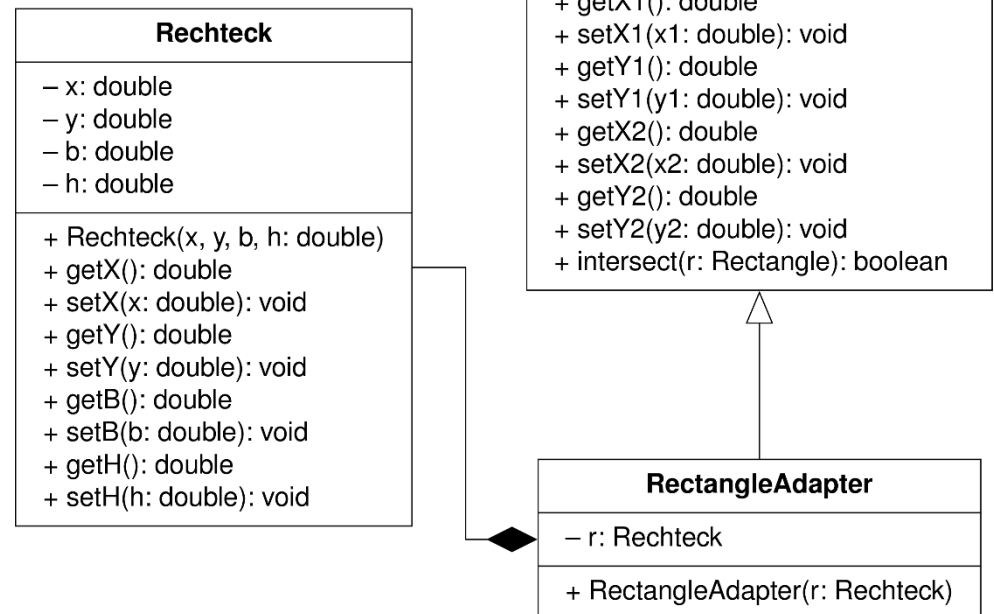 Rechteck
– x: double
– y: double
– b: double
– h: double
+ Rechteck(x, y, b, h: double)
+ getX(): double
+ setX(x: double): void
+ getY(): double
+ setY(y: double): void
+ getB(): double
+ setB(b: double): void
+ getH(): double
+ setH(h: double): void
+ getX1(): double
+ setX1(x1: double): void
+ getY1(): double
+ setY1(y1: double): void
+ getX2(): double
+ setX2(x2: double): void
+ getY2(): double
+ setY2(y2: double): void
+ intersect(r: Rectangle): boolean
RectangleAdapter
– r: Rechteck
+ RectangleAdapter(r: Rechteck)